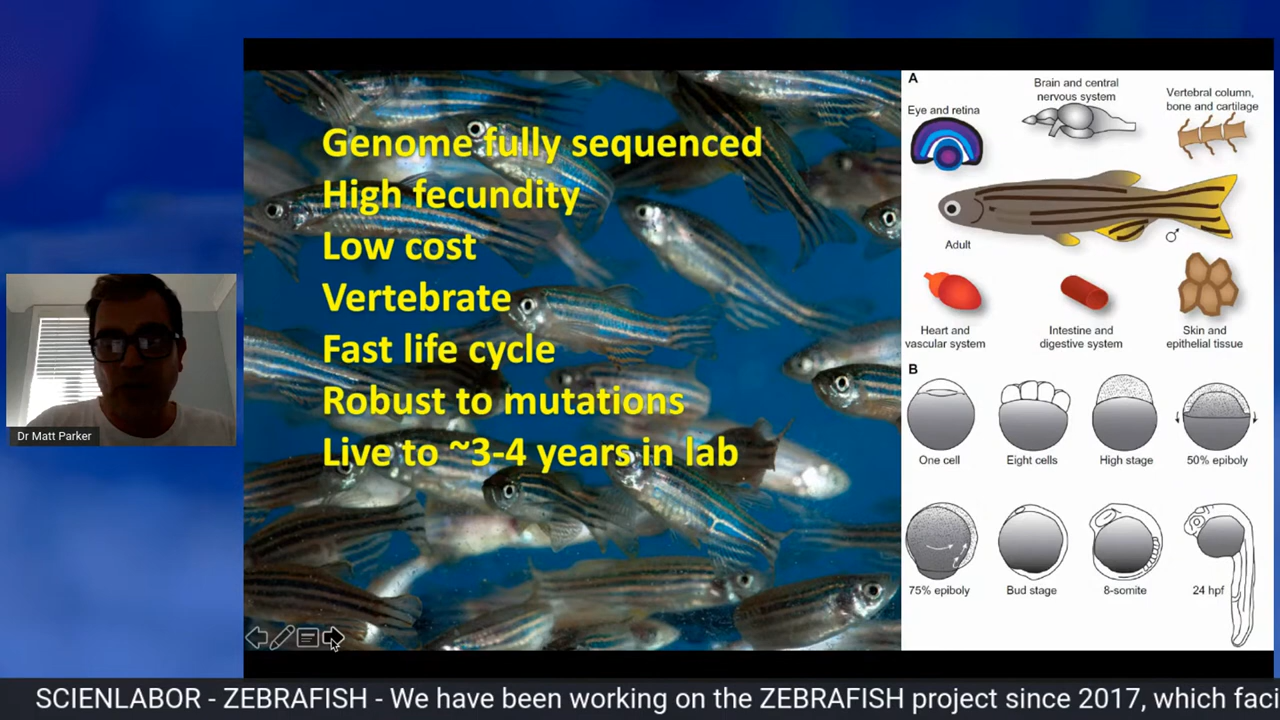 Genome fully sequenced
High fecundity
Low cost
Vertebrate
Fast life cycle
Robust to mutations
Live to ~3-4 years in lab
A
Brain and central
nervous system
Eye and retina
Vertebral column,
bone and cartilage
Adult
♂
Heart and
vascular system
Intestine and
digestive system
Skin and
epithelial tissue
B
One cell
Eight cells
High stage
50% epiboly
75% epiboly
Bud stage
8-somite
24 hpf
Dr Matt Parker
SCIENLABOR - ZEBRAFISH - We have been working on the ZEBRAFISH project since 2017, which faci